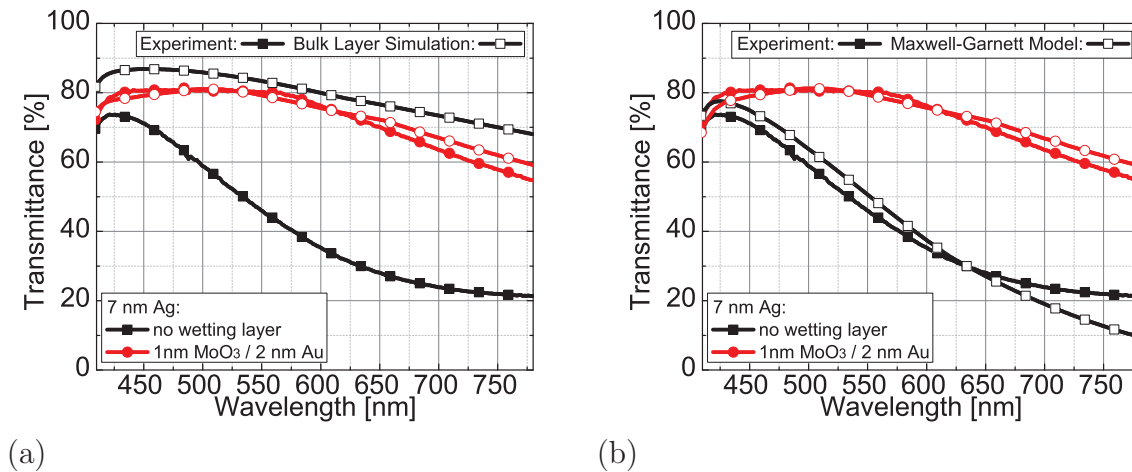 (a)
100
80
60
40
20
0
Transmittance [%]
Experiment: Bulk Layer Simulation:
7 nm Ag:
no wetting layer
1nm MoO₃ / 2 nm Au
450 500 550 600 650 700 750
Wavelength [nm]
(b)
100
80
60
40
20
0
Transmittance [%]
Experiment: Maxwell-Garnett Model:
7 nm Ag:
no wetting layer
1nm MoO₃ / 2 nm Au
450 500 550 600 650 700 750
Wavelength [nm]
(a)
(b)